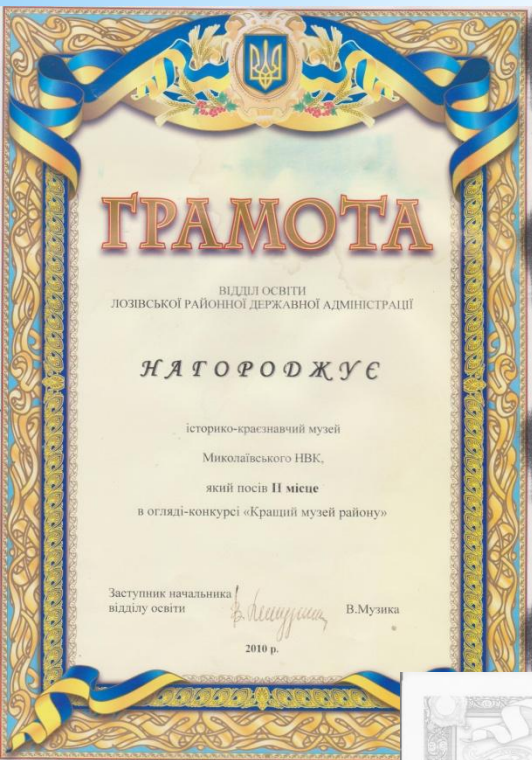 ГРАМОТА
ВІДДІЛ ОСВІТИ
ЛОЗІВСЬКОЇ РАЙОННОЇ ДЕРЖАВНОЇ АДМІНІСТРАЦІЇ
НАГОРОДЖУЄ
історико-краєзнавчий музей
Миколаївського НВК,
який посів ІІ місце
в огляді-конкурсі «Кращий музей району»
Заступник начальника
відділу освіти В.Музика
2010 р.